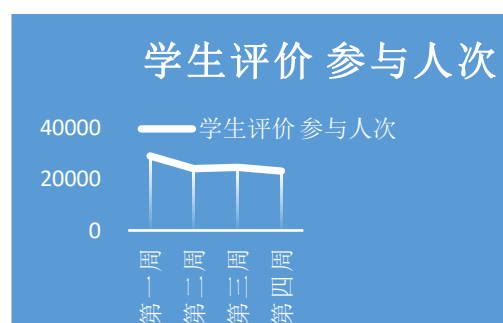 学生评价 参与人次
学生评价 参与人次
40000
20000
0
第一周
第二周
第三周
第四周